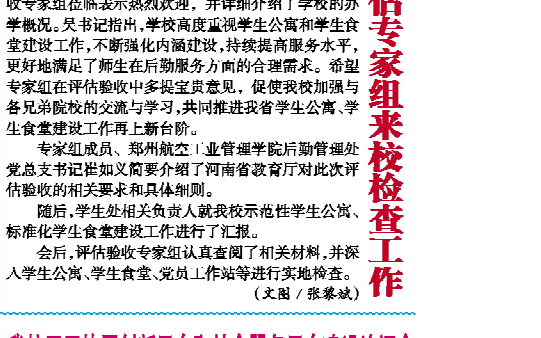 收专家组莅临表示热烈欢迎，并详细介绍了学校的办
学概况。吴书记指出，学校高度重视学生公寓和学生食
堂建设工作，不断强化内涵建设，持续提高服务水平，
更好地满足了师生在后勤服务方面的合理需求。希望
专家组在评估验收中多提宝贵意见，促使我校加强与
各兄弟院校的交流与学习，共同推进我省学生公寓、学
生食堂建设工作再上新台阶。
专家组成员、郑州航空工业管理学院后勤管理处
党总支书记崔如义简要介绍了河南省教育厅对此次评
估验收的相关要求和具体细则。
随后，学生处相关负责人就我校示范性学生公寓、
标准化学生食堂建设工作进行了汇报。
会后，评估验收专家组认真查阅了相关材料，并深
入学生公寓、学生食堂、党员工作站等进行实地检查。
（文图/张黎斌）
估专家组来校检查工作